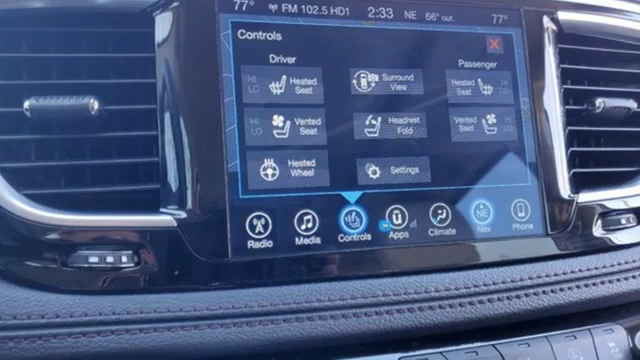 77° FM 102.5 HD1 2:33 NE 66° out 77°
Controls
Driver
Passenger
HI
LO
Heated
Seat
Surround
View
Heated
Seat
HI
LO
HI
LO
Vented
Seat
Headrest
Fold
Vented
Seat
Heated
Wheel
Settings
NE
Radio
Media
Controls
Apps
Climate
Nav
Phone